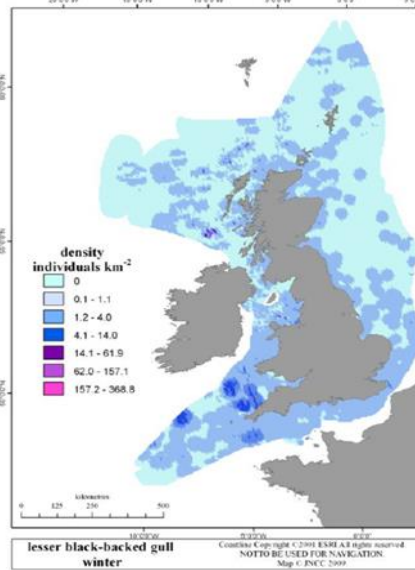 density
individuals km⁻²
0
0.1 - 1.1
1.2 - 4.0
4.1 - 14.0
14.1 - 61.9
62.0 - 157.1
157.2 - 368.8
kilometres
0 125 250 500
lesser black-backed gull
winter
Coastline Copyright ©2001 ESRI All rights reserved
NOT TO BE USED FOR NAVIGATION.
Map © JNCC 2009